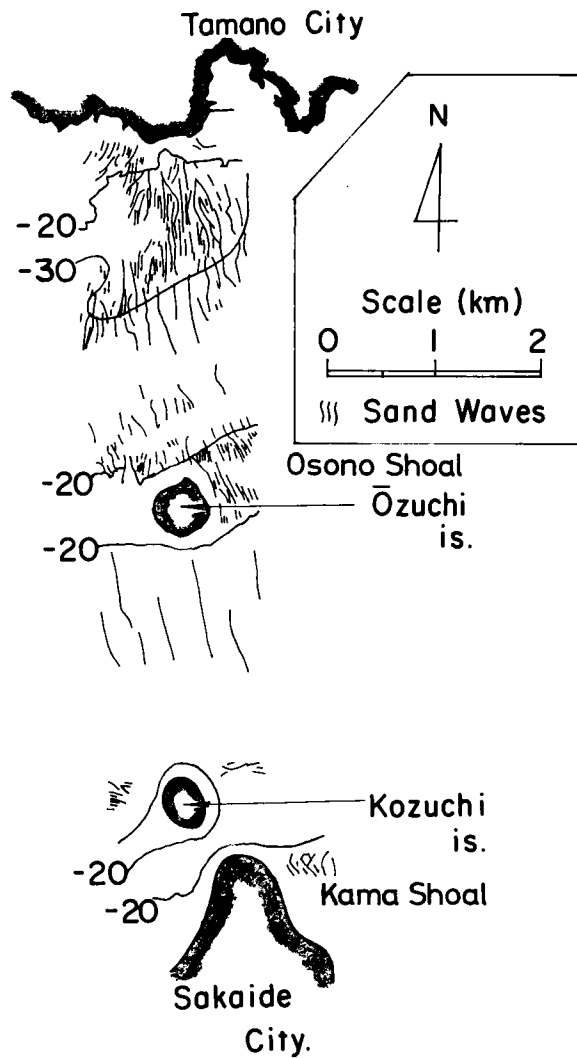 Tamano City
N
-20
-30
Scale (km)
0 1 2
Sand Waves
Osono Shoal
-20
Ōzuchi
is.
-20
Kozuchi
is.
-20
-20
Kama Shoal
Sakaide
City.